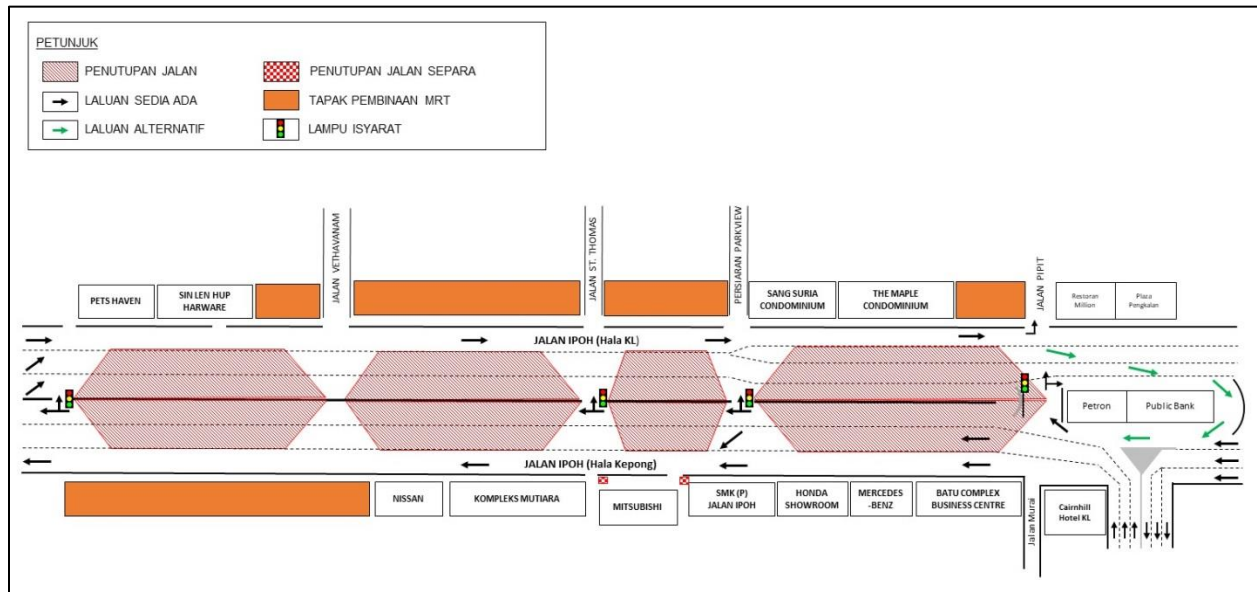 PETUNJUK
PENUTUPAN JALAN
PENUTUPAN JALAN SEPARA
LALUAN SEDIA ADA
TAPAK PEMBINAAN MRT
LALUAN ALTERNATIF
LAMPU ISYARAT
JALAN VETHAVANAM
JALAN ST. THOMAS
PERSIARAN PARKVIEW
JALAN PIPIT
PETS HAVEN
SIN LEN HUP
HARWARE
SANG SURIA
CONDOMINIUM
THE MAPLE
CONDOMINIUM
Restoran
Million
Plaza
Pengkalan
JALAN IPOH (Hala KL)
Petron
Public Bank
JALAN IPOH (Hala Kepong)
NISSAN
KOMPLEKS MUTIARA
MITSUBISHI
SMK (P)
JALAN IPOH
HONDA
SHOWROOM
MERCEDES
-BENZ
BATU COMPLEX
BUSINESS CENTRE
Jalan Murai
Cairnhill
Hotel KL